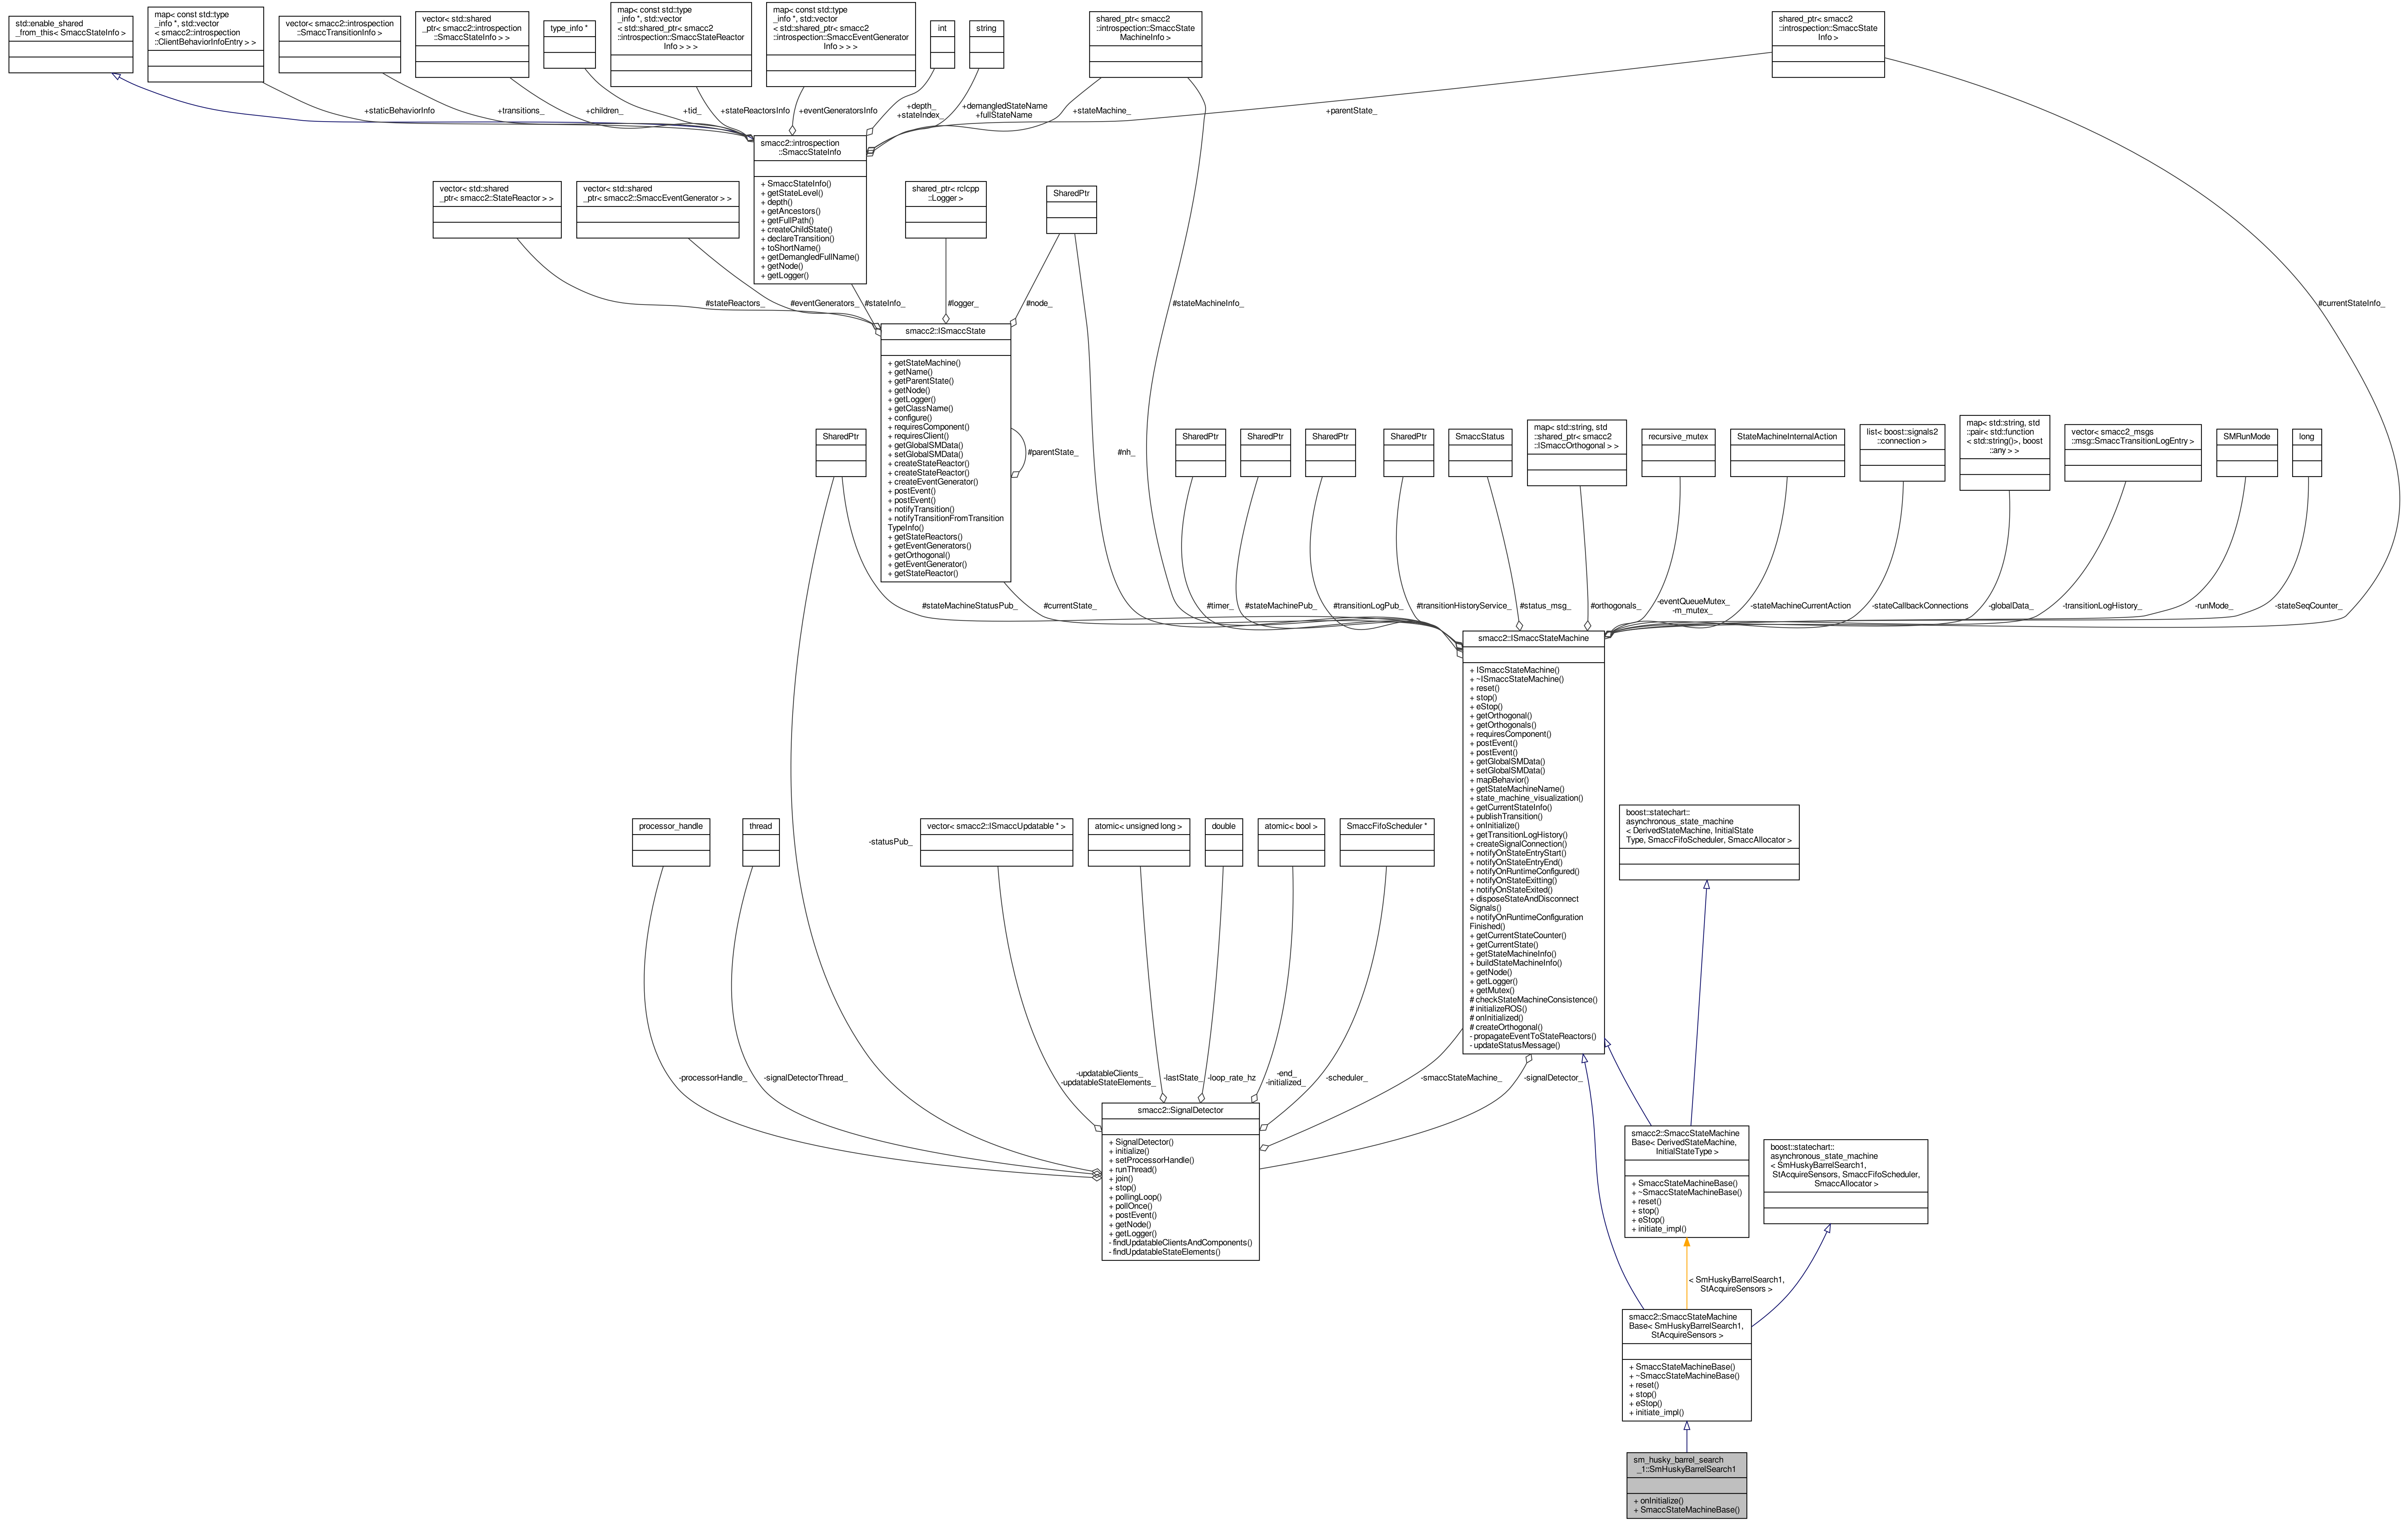 std::enable_shared
_from_this< SmaccStateInfo >
map< const std::type
_info *, std::vector
< smacc2::introspection
::ClientBehaviorInfoEntry > >
vector< smacc2::introspection
::SmaccTransitionInfo >
vector< std::shared
_ptr< smacc2::introspection
::SmaccStateInfo > >
type_info *
map< const std::type
_info *, std::vector
< std::shared_ptr< smacc2
::introspection::SmaccStateReactor
Info > > >
map< const std::type
_info *, std::vector
< std::shared_ptr< smacc2
::introspection::SmaccEventGenerator
Info > > >
int
string
shared_ptr< smacc2
::introspection::SmaccState
MachineInfo >
shared_ptr< smacc2
::introspection::SmaccState
Info >
+staticBehaviorInfo
+transitions_
+children_
+tid_
+stateReactorsInfo
+eventGeneratorsInfo
+depth_
+stateIndex_
+demangledStateName
+fullStateName
+stateMachine_
+parentState_
smacc2::introspection
::SmaccStateInfo
+ SmaccStateInfo()
+ getStateLevel()
+ depth()
+ getAncestors()
+ getFullPath()
+ createChildState()
+ declareTransition()
+ toShortName()
+ getDemangledFullName()
+ getNode()
+ getLogger()
vector< std::shared
_ptr< smacc2::StateReactor > >
vector< std::shared
_ptr< smacc2::SmaccEventGenerator > >
shared_ptr< rclcpp
::Logger >
SharedPtr
#stateReactors_
#eventGenerators_
#stateInfo_
#logger_
#node_
#stateMachineInfo_
#currentStateInfo_
smacc2::ISmaccState
+ getStateMachine()
+ getName()
+ getParentState()
+ getNode()
+ getLogger()
+ getClassName()
+ configure()
+ requiresComponent()
+ requiresClient()
+ getGlobalSMData()
+ setGlobalSMData()
+ createStateReactor()
+ createStateReactor()
+ createEventGenerator()
+ postEvent()
+ postEvent()
+ notifyTransition()
+ notifyTransitionFromTransition
TypeInfo()
+ getStateReactors()
+ getEventGenerators()
+ getOrthogonal()
+ getEventGenerator()
+ getStateReactor()
#parentState_
#nh_
SharedPtr
SharedPtr
SharedPtr
SharedPtr
SharedPtr
SmaccStatus
map< std::string, std
::shared_ptr< smacc2
::ISmaccOrthogonal > >
recursive_mutex
StateMachineInternalAction
list< boost::signals2
::connection >
map< std::string, std
::pair< std::function
< std::string()>, boost
::any > >
vector< smacc2_msgs
::msg::SmaccTransitionLogEntry >
SMRunMode
long
#stateMachineStatusPub_
#currentState_
#timer_
#stateMachinePub_
#transitionLogPub_
#transitionHistoryService_
#status_msg_
#orthogonals_
-eventQueueMutex_
-m_mutex_
-stateMachineCurrentAction
-stateCallbackConnections
-globalData_
-transitionLogHistory_
-runMode_
-stateSeqCounter_
smacc2::ISmaccStateMachine
+ ISmaccStateMachine()
+ ~ISmaccStateMachine()
+ reset()
+ stop()
+ eStop()
+ getOrthogonal()
+ getOrthogonals()
+ requiresComponent()
+ postEvent()
+ postEvent()
+ getGlobalSMData()
+ setGlobalSMData()
+ mapBehavior()
+ getStateMachineName()
+ state_machine_visualization()
+ getCurrentStateInfo()
+ publishTransition()
+ onInitialize()
+ getTransitionLogHistory()
+ createSignalConnection()
+ notifyOnStateEntryStart()
+ notifyOnStateEntryEnd()
+ notifyOnRuntimeConfigured()
+ notifyOnStateExitting()
+ notifyOnStateExited()
+ disposeStateAndDisconnect
Signals()
+ notifyOnRuntimeConfiguration
Finished()
+ getCurrentStateCounter()
+ getCurrentState()
+ getStateMachineInfo()
+ buildStateMachineInfo()
+ getNode()
+ getLogger()
+ getMutex()
# checkStateMachineConsistence()
# initializeROS()
# onInitialized()
# createOrthogonal()
- propagateEventToStateReactors()
- updateStatusMessage()
processor_handle
thread
-statusPub_
vector< smacc2::ISmaccUpdatable * >
atomic< unsigned long >
double
atomic< bool >
SmaccFifoScheduler *
boost::statechart::
asynchronous_state_machine
< DerivedStateMachine, InitialState
Type, SmaccFifoScheduler, SmaccAllocator >
-processorHandle_
-signalDetectorThread_
-updatableClients_
-updatableStateElements_
-lastState_
-loop_rate_hz
-end_
-initialized_
-scheduler_
-smaccStateMachine_
-signalDetector_
smacc2::SignalDetector
+ SignalDetector()
+ initialize()
+ setProcessorHandle()
+ runThread()
+ join()
+ stop()
+ pollingLoop()
+ pollOnce()
+ postEvent()
+ getNode()
+ getLogger()
- findUpdatableClientsAndComponents()
- findUpdatableStateElements()
smacc2::SmaccStateMachine
Base< DerivedStateMachine,
InitialStateType >
+ SmaccStateMachineBase()
+ ~SmaccStateMachineBase()
+ reset()
+ stop()
+ eStop()
+ initiate_impl()
boost::statechart::
asynchronous_state_machine
< SmHuskyBarrelSearch1,
StAcquireSensors, SmaccFifoScheduler,
SmaccAllocator >
< SmHuskyBarrelSearch1,
StAcquireSensors >
smacc2::SmaccStateMachine
Base< SmHuskyBarrelSearch1,
StAcquireSensors >
+ SmaccStateMachineBase()
+ ~SmaccStateMachineBase()
+ reset()
+ stop()
+ eStop()
+ initiate_impl()
sm_husky_barrel_search
_1::SmHuskyBarrelSearch1
+ onInitialize()
+ SmaccStateMachineBase()